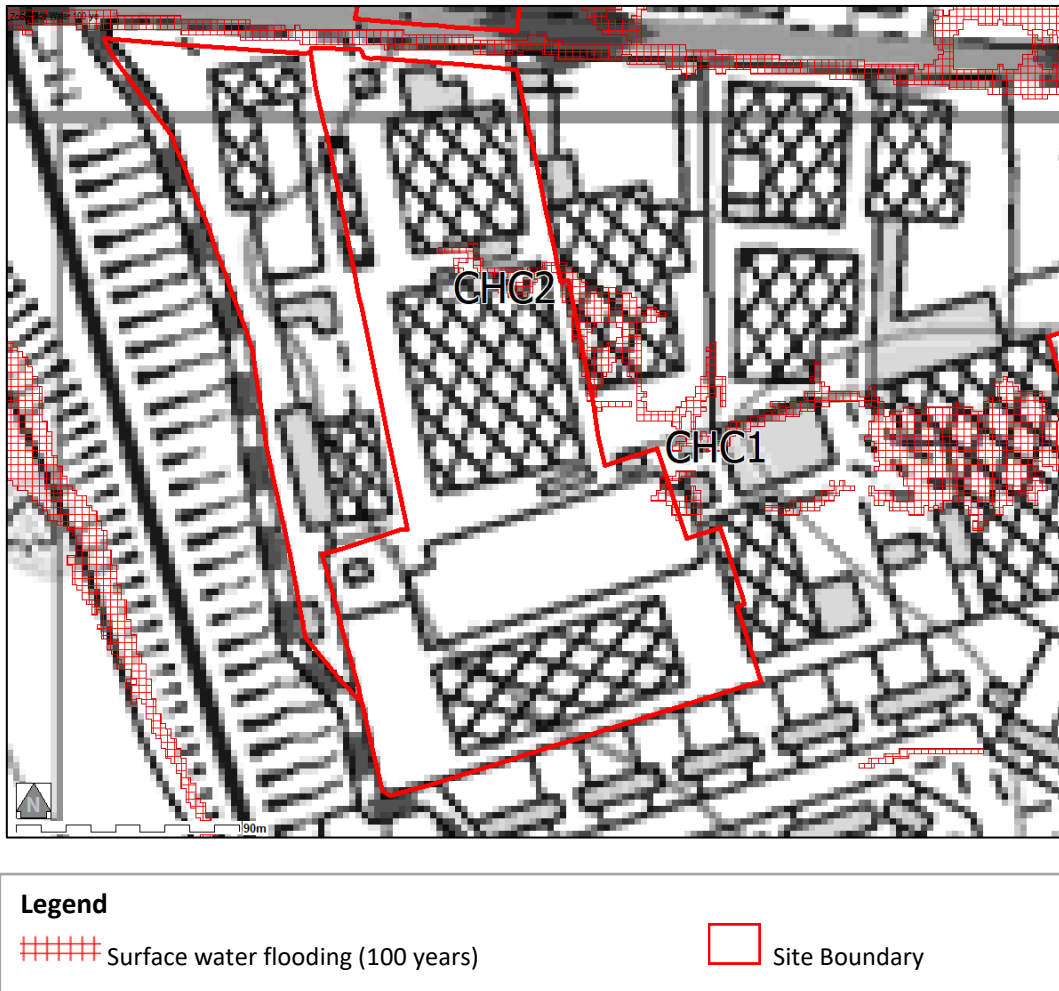 CHC2
CHC1
N
90m
Legend
Surface water flooding (100 years)
Site Boundary